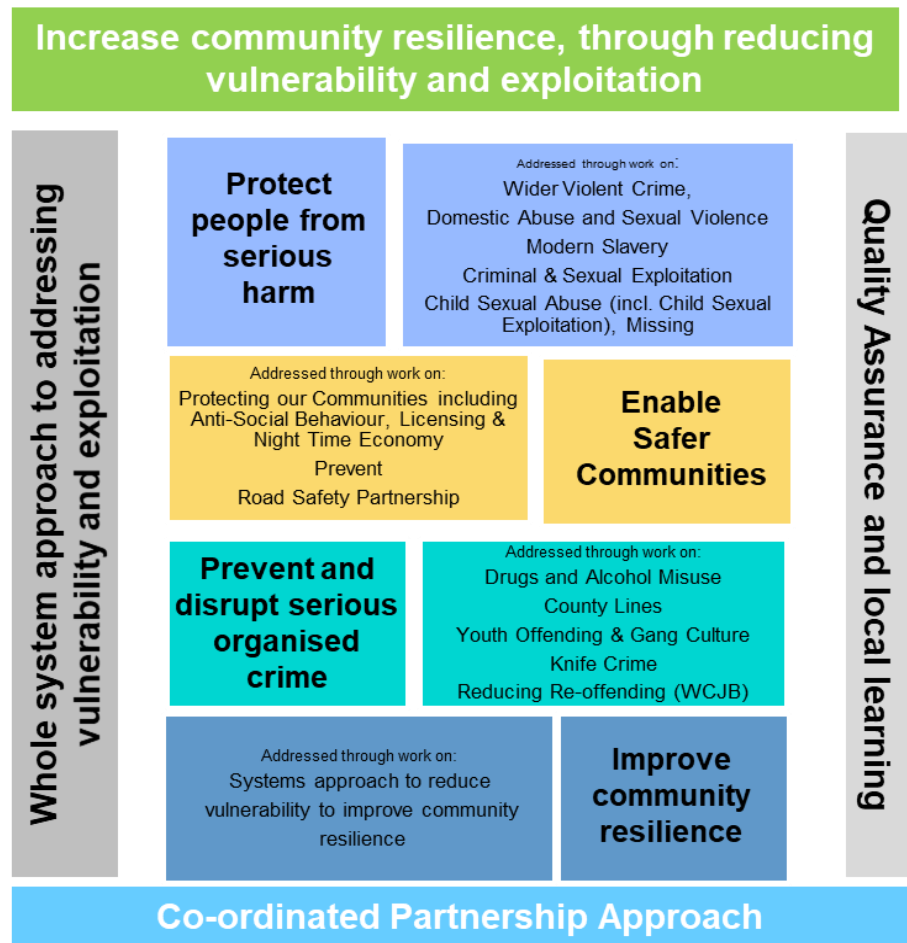 Increase community resilience, through reducing
vulnerability and exploitation
Whole system approach to addressing
vulnerability and exploitation
Protect
people from
serious
harm
Addressed through work on:
Wider Violent Crime,
Domestic Abuse and Sexual Violence
Modern Slavery
Criminal & Sexual Exploitation
Child Sexual Abuse (incl. Child Sexual
Exploitation), Missing
Addressed through work on:
Protecting our Communities including
Anti-Social Behaviour, Licensing &
Night Time Economy
Prevent
Road Safety Partnership
Enable
Safer
Communities
Prevent and
disrupt serious
organised
crime
Addressed through work on:
Drugs and Alcohol Misuse
County Lines
Youth Offending & Gang Culture
Knife Crime
Reducing Re-offending (WCJB)
Addressed through work on:
Systems approach to reduce
vulnerability to improve community
resilience
Improve
community
resilience
Quality Assurance and local learning
Co-ordinated Partnership Approach